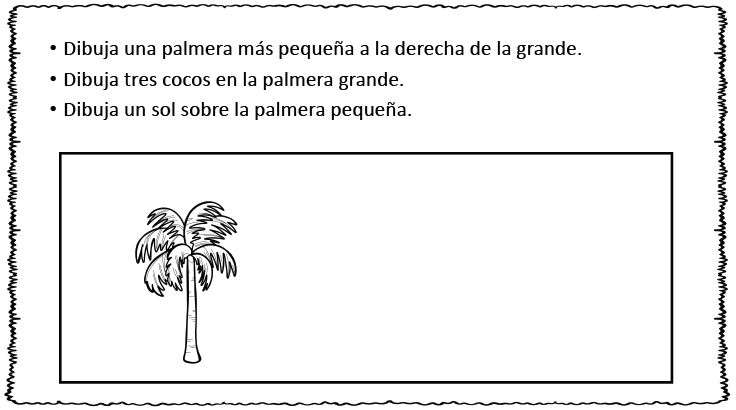 • Dibuja una palmera más pequeña a la derecha de la grande.
• Dibuja tres cocos en la palmera grande.
• Dibuja un sol sobre la palmera pequeña.